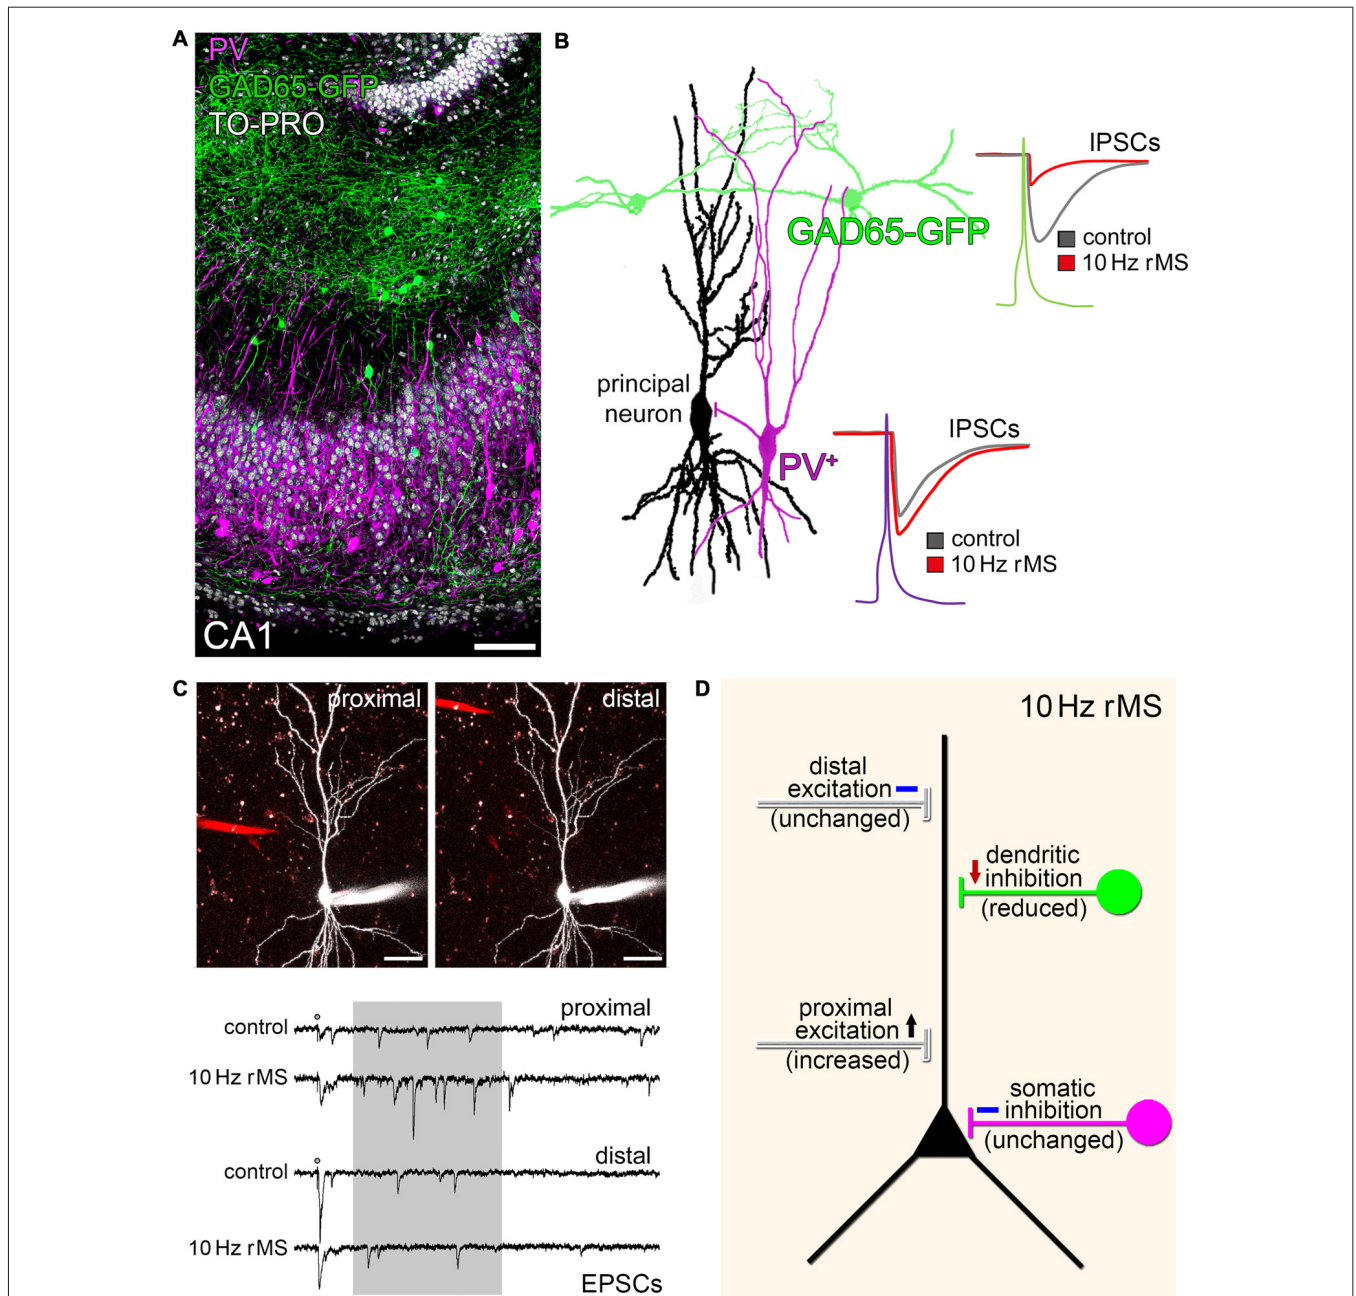 A
PV
GAD65-GFP
TO-PRO
CA1
B
IPSCs
control
10 Hz rMS
GAD65-GFP
principal
neuron
PV⁺
IPSCs
control
10 Hz rMS
C
proximal
distal
proximal
control
10 Hz rMS
distal
control
10 Hz rMS
EPSCs
D
10 Hz rMS
distal
excitation
(unchanged)
dendritic
inhibition
(reduced)
proximal
excitation
(increased)
somatic
inhibition
(unchanged)